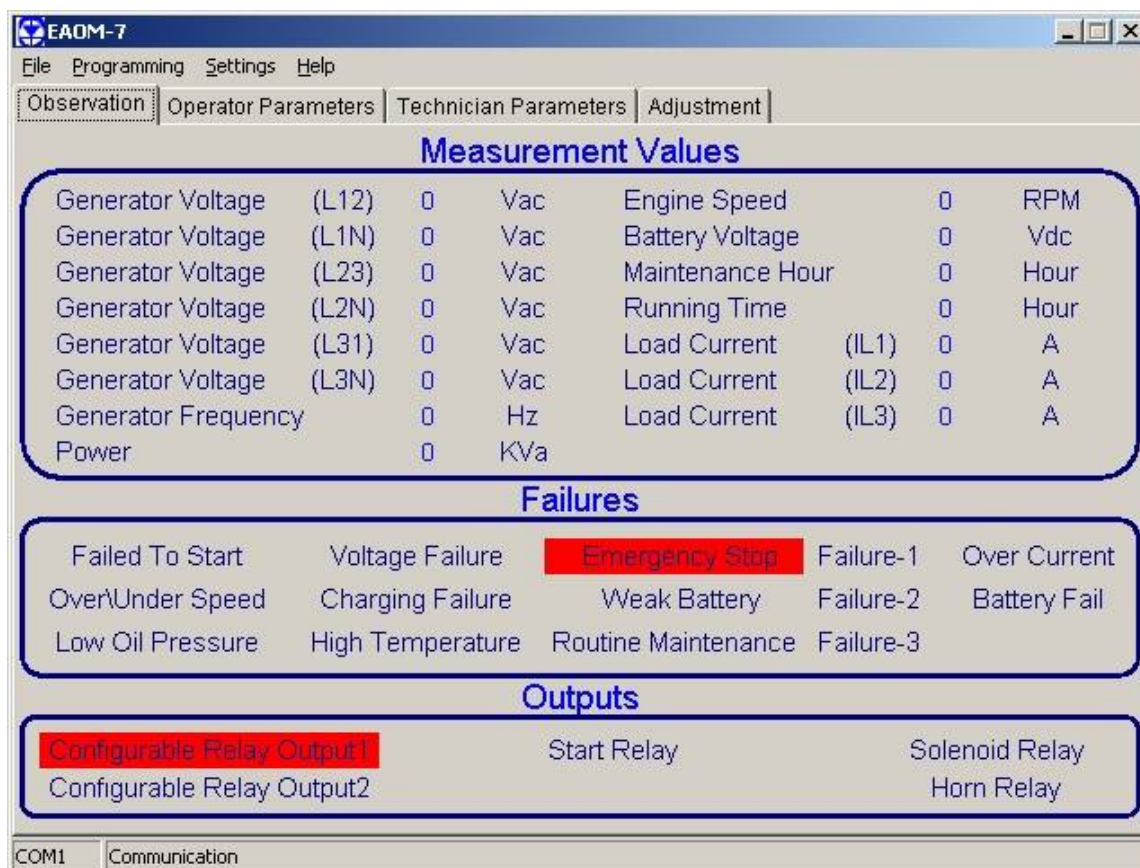 EAOM-7
File Programming Settings Help
Observation Operator Parameters Technician Parameters Adjustment
Measurement Values
Generator Voltage (L12) 0 Vac Engine Speed 0 RPM
Generator Voltage (L1N) 0 Vac Battery Voltage 0 Vdc
Generator Voltage (L23) 0 Vac Maintenance Hour 0 Hour
Generator Voltage (L2N) 0 Vac Running Time 0 Hour
Generator Voltage (L31) 0 Vac Load Current (IL1) 0 A
Generator Voltage (L3N) 0 Vac Load Current (IL2) 0 A
Generator Frequency 0 Hz Load Current (IL3) 0 A
Power 0 KVa
Failures
Failed To Start Voltage Failure Emergency Stop Failure-1 Over Current
Over\Under Speed Charging Failure Weak Battery Failure-2 Battery Fail
Low Oil Pressure High Temperature Routine Maintenance Failure-3
Outputs
Configurable Relay Output1 Start Relay Solenoid Relay
Configurable Relay Output2 Horn Relay
COM1 Communication